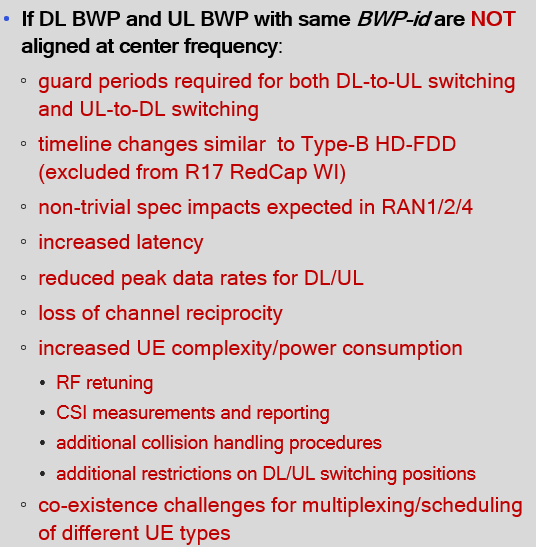 • If DL BWP and UL BWP with same BWP-id are NOT
aligned at center frequency:
◦ guard periods required for both DL-to-UL switching
and UL-to-DL switching
◦ timeline changes similar to Type-B HD-FDD
(excluded from R17 RedCap WI)
◦ non-trivial spec impacts expected in RAN1/2/4
◦ increased latency
◦ reduced peak data rates for DL/UL
◦ loss of channel reciprocity
◦ increased UE complexity/power consumption
• RF retuning
• CSI measurements and reporting
• additional collision handling procedures
• additional restrictions on DL/UL switching positions
◦ co-existence challenges for multiplexing/scheduling
of different UE types